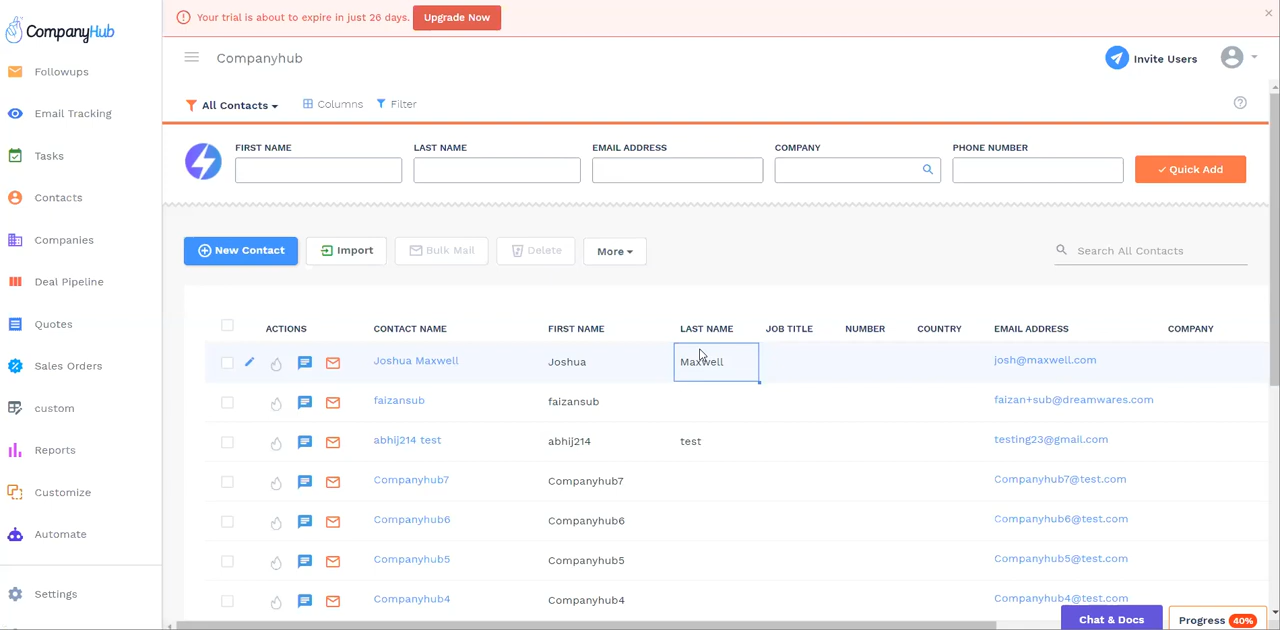 Your trial is about to expire in just 26 days. Upgrade Now
CompanyHub
Followups
Email Tracking
Tasks
Contacts
Companies
Deal Pipeline
Quotes
Sales Orders
custom
Reports
Customize
Automate
Settings
Companyhub
Invite Users
All Contacts Columns Filter
FIRST NAME LAST NAME EMAIL ADDRESS COMPANY PHONE NUMBER
Quick Add
New Contact Import Bulk Mail Delete More Search All Contacts
ACTIONS CONTACT NAME FIRST NAME LAST NAME JOB TITLE NUMBER COUNTRY EMAIL ADDRESS COMPANY
Joshua Maxwell Joshua Maxwell josh@maxwell.com
faizansub faizansub faizan+sub@dreamwares.com
abhij214 test abhij214 test testing23@gmail.com
Companyhub7 Companyhub7 Companyhub7@test.com
Companyhub6 Companyhub6 Companyhub6@test.com
Companyhub5 Companyhub5 Companyhub5@test.com
Companyhub4 Companyhub4 Companyhub4@test.com
Chat & Docs Progress 40%